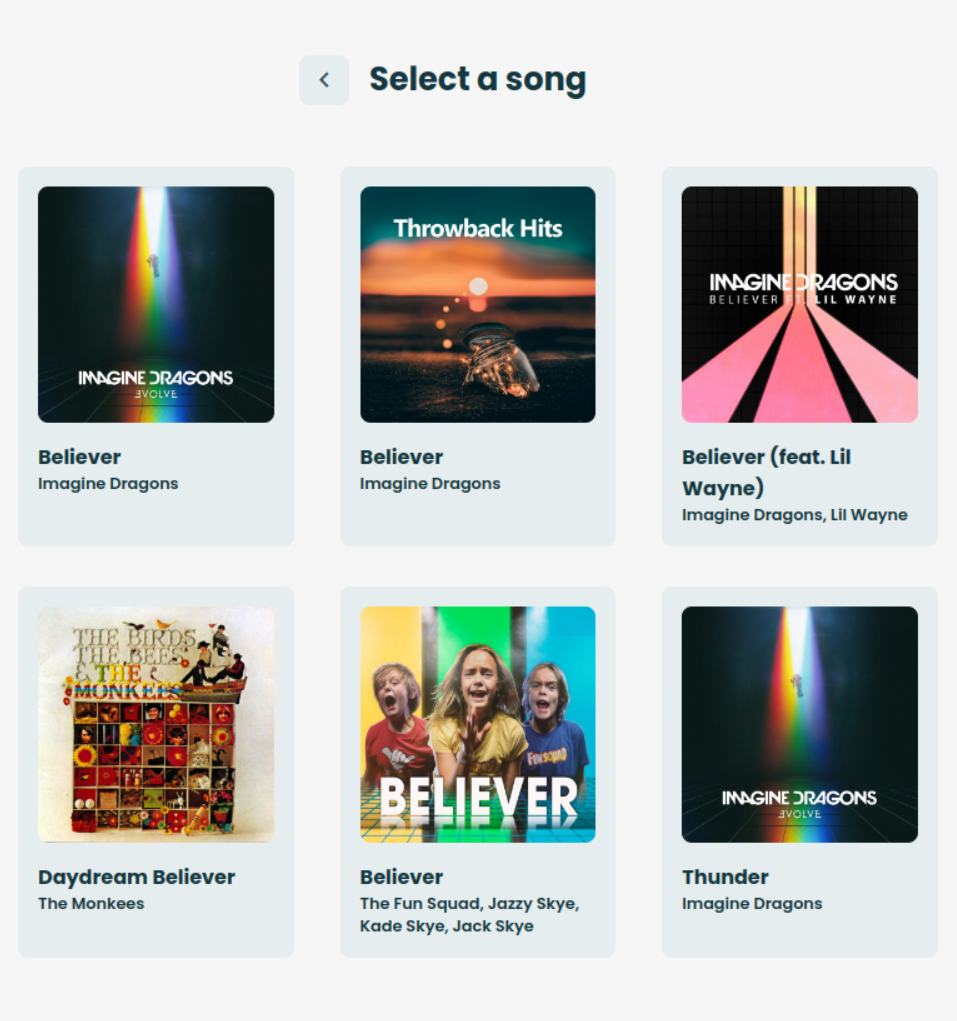 Select a song
IMAGINE DRAGONS
EVOLVE
Believer
Imagine Dragons
Throwback Hits
Believer
Imagine Dragons
IMAGINE DRAGONS
BELIEVER FT. LIL WAYNE
Believer (feat. Lil
Wayne)
Imagine Dragons, Lil Wayne
THE BIRDS,
THE BEES
& THE
MONKEES
Daydream Believer
The Monkees
FUN SQUAD
BELIEVER
Believer
The Fun Squad, Jazzy Skye,
Kade Skye, Jack Skye
IMAGINE DRAGONS
EVOLVE
Thunder
Imagine Dragons